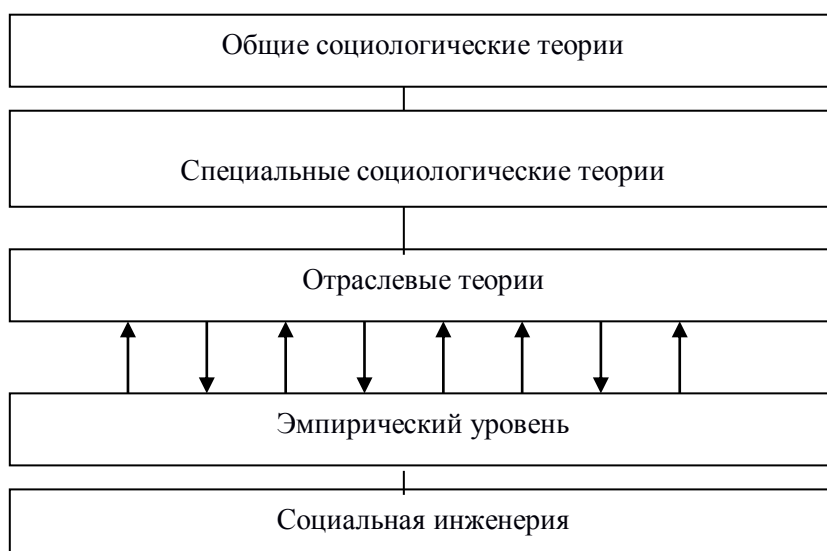 Общие социологические теории
Специальные социологические теории
Отраслевые теории
Эмпирический уровень
Социальная инженерия